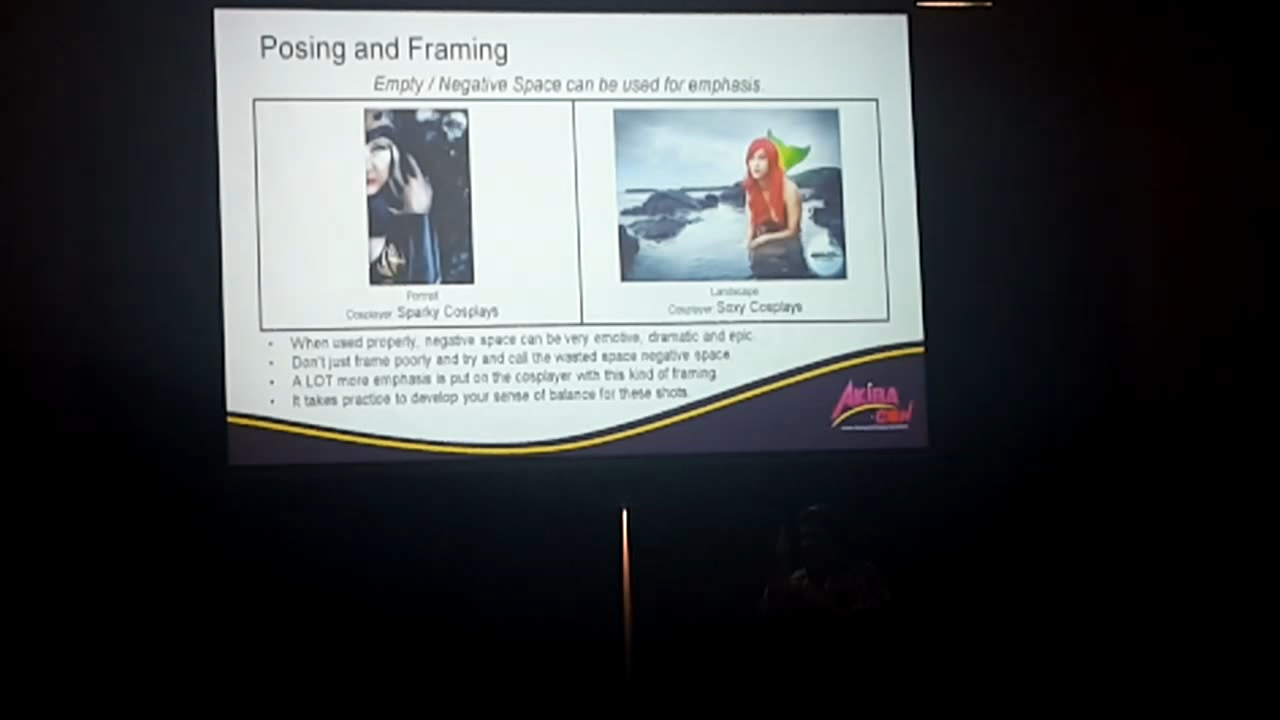 Posing and Framing
Empty / Negative Space can be used for emphasis.
Portrait
Cosplayer: Sparky Cosplays
Landscape
Cosplayer: Soxy Cosplays
• When used properly, negative space can be very emotive, dramatic and epic.
• Don't just frame poorly and try and call the wasted space negative space.
• A LOT more emphasis is put on the cosplayer with this kind of framing.
• It takes practice to develop your sense of balance for these shots.
AKIBA
CON